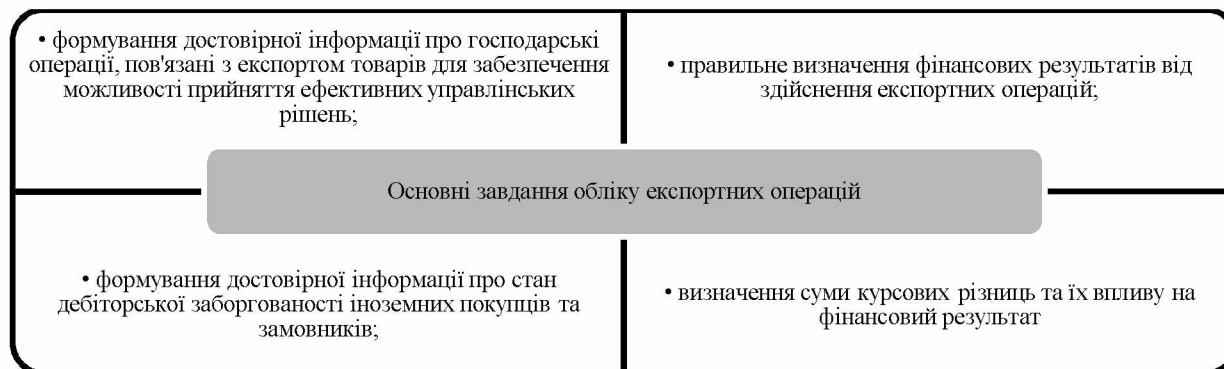 • формування достовірної інформації про господарські
операції, пов'язані з експортом товарів для забезпечення
можливості прийняття ефективних управлінських
рішень;
• правильне визначення фінансових результатів від
здійснення експортних операцій;
Основні завдання обліку експортних операцій
• формування достовірної інформації про стан
дебіторської заборгованості іноземних покупців та
замовників;
• визначення суми курсових різниць та їх впливу на
фінансовий результат